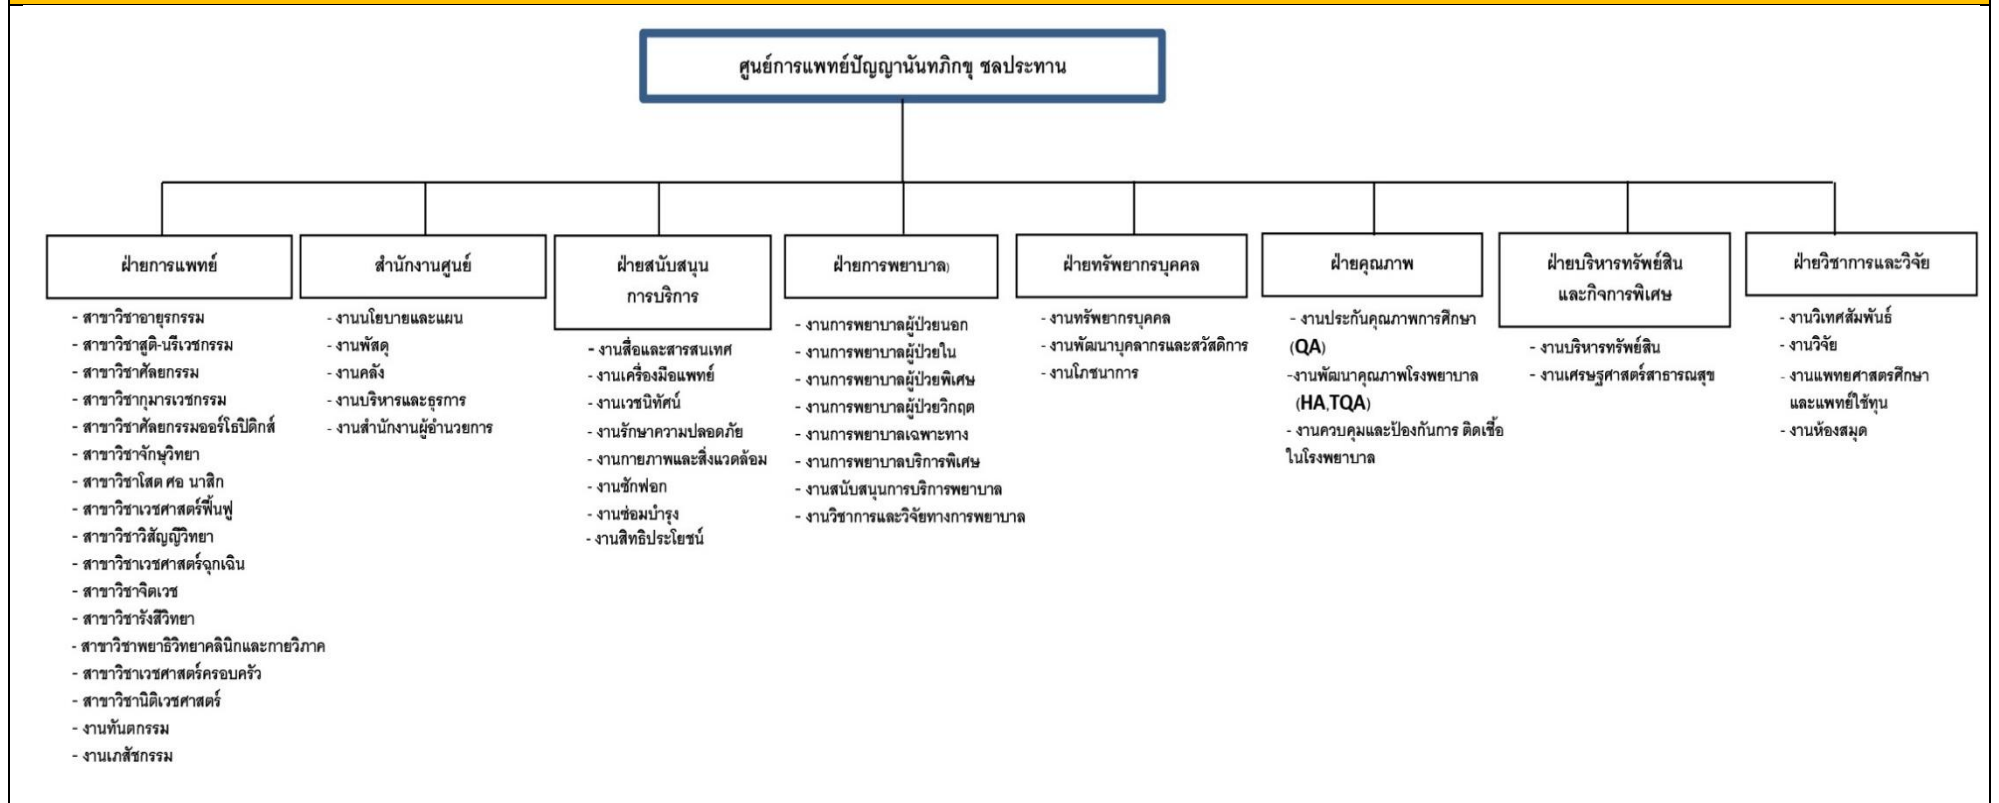 ศูนย์การแพทย์ปัญญานันทภิกขุ ชลประทาน
ฝ่ายการแพทย์
- สาขาวิชาอายุรกรรม
- สาขาวิชาสูติ-นรีเวชกรรม
- สาขาวิชาศัลยกรรม
- สาขาวิชากุมารเวชกรรม
- สาขาวิชาศัลยกรรมออร์โธปิดิกส์
- สาขาวิชาจักษุวิทยา
- สาขาวิชาโสต ศอ นาสิก
- สาขาวิชาเวชศาสตร์ฟื้นฟู
- สาขาวิชาวิสัญญีวิทยา
- สาขาวิชาเวชศาสตร์ฉุกเฉิน
- สาขาวิชาจิตเวช
- สาขาวิชารังสีวิทยา
- สาขาวิชาพยาธิวิทยาคลินิกและกายวิภาค
- สาขาวิชาเวชศาสตร์ครอบครัว
- สาขาวิชานิติเวชศาสตร์
- งานทันตกรรม
- งานเภสัชกรรม
สำนักงานศูนย์
- งานนโยบายและแผน
- งานพัสดุ
- งานคลัง
- งานบริหารและธุรการ
- งานสำนักงานผู้อำนวยการ
ฝ่ายสนับสนุน
การบริการ
- งานสื่อและสารสนเทศ
- งานเครื่องมือแพทย์
- งานเวชนิทัศน์
- งานรักษาความปลอดภัย
- งานกายภาพและสิ่งแวดล้อม
- งานซักฟอก
- งานซ่อมบำรุง
- งานสิทธิประโยชน์
ฝ่ายการพยาบาล)
- งานการพยาบาลผู้ป่วยนอก
- งานการพยาบาลผู้ป่วยใน
- งานการพยาบาลผู้ป่วยพิเศษ
- งานการพยาบาลผู้ป่วยวิกฤต
- งานการพยาบาลเฉพาะทาง
- งานการพยาบาลบริการพิเศษ
- งานสนับสนุนการบริการพยาบาล
- งานวิชาการและวิจัยทางการพยาบาล
ฝ่ายทรัพยากรบุคคล
- งานทรัพยากรบุคคล
- งานพัฒนาบุคลากรและสวัสดิการ
- งานโภชนาการ
ฝ่ายคุณภาพ
- งานประกันคุณภาพการศึกษา
(QA)
-งานพัฒนาคุณภาพโรงพยาบาล
(HA,TQA)
- งานควบคุมและป้องกันการ ติดเชื้อ
ในโรงพยาบาล
ฝ่ายบริหารทรัพย์สิน
และกิจการพิเศษ
- งานบริหารทรัพย์สิน
- งานเศรษฐศาสตร์สาธารณสุข
ฝ่ายวิชาการและวิจัย
- งานวิเทศสัมพันธ์
- งานวิจัย
- งานแพทยศาสตรศึกษา
และแพทย์ใช้ทุน
- งานห้องสมุด